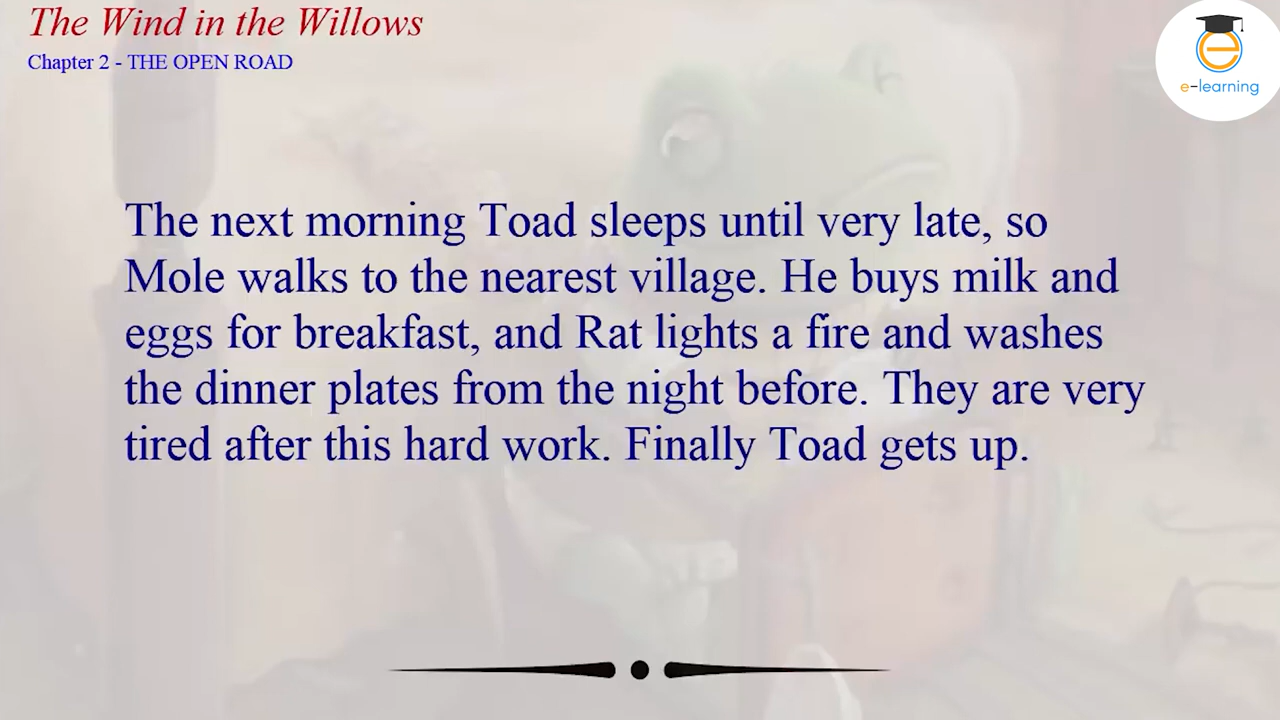 The Wind in the Willows
Chapter 2 - THE OPEN ROAD
e-learning
The next morning Toad sleeps until very late, so
Mole walks to the nearest village. He buys milk and
eggs for breakfast, and Rat lights a fire and washes
the dinner plates from the night before. They are very
tired after this hard work. Finally Toad gets up.